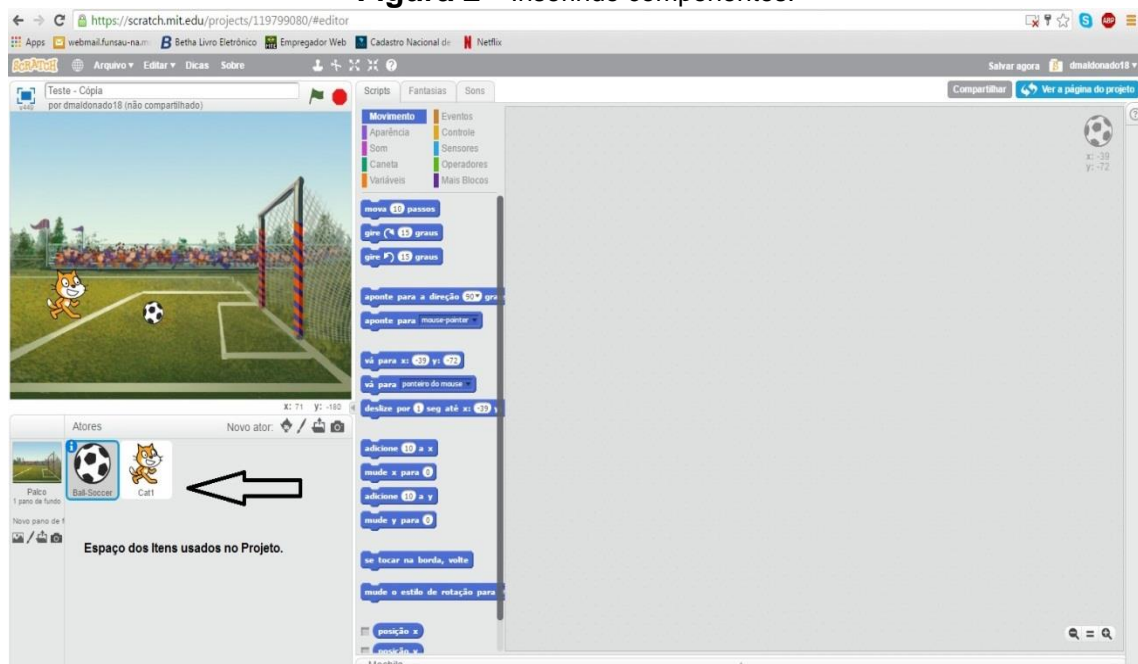 Figura 2 – Inserindo componentes.
https://scratch.mit.edu/projects/119799080/#editor
Apps webmail.funsau-na.m Betha Livro Eletrônico Empregador Web Cadastro Nacional de Netflix
SCRATCH Arquivo Editar Dicas Sobre Salvar agora dmaldonado18
Teste - Cópia
por dmaldonado18 (não compartilhado)
Scripts Fantasias Sons
Compartilhar Ver a página do projeto
Movimento Eventos
Aparência Controle
Som Sensores
Caneta Operadores
Variáveis Mais Blocos
x: -39
y: -72
mova 10 passos
gire 15 graus
gire 15 graus
aponte para a direção 90 gra
aponte para mouse-pointer
vá para x: -39 y: -72
vá para ponteiro do mouse
deslize por 1 seg até x: -39 y
adicione 10 a x
mude x para 0
adicione 10 a y
mude y para 0
se tocar na borda, volte
mude o estilo de rotação para
posição x
posição y
Mochila
X: 71 Y: -180
Atores Novo ator:
Palco
1 pano de fundo
Ball-Soccer
Cat1
Novo pano de f
Espaço dos Itens usados no Projeto.